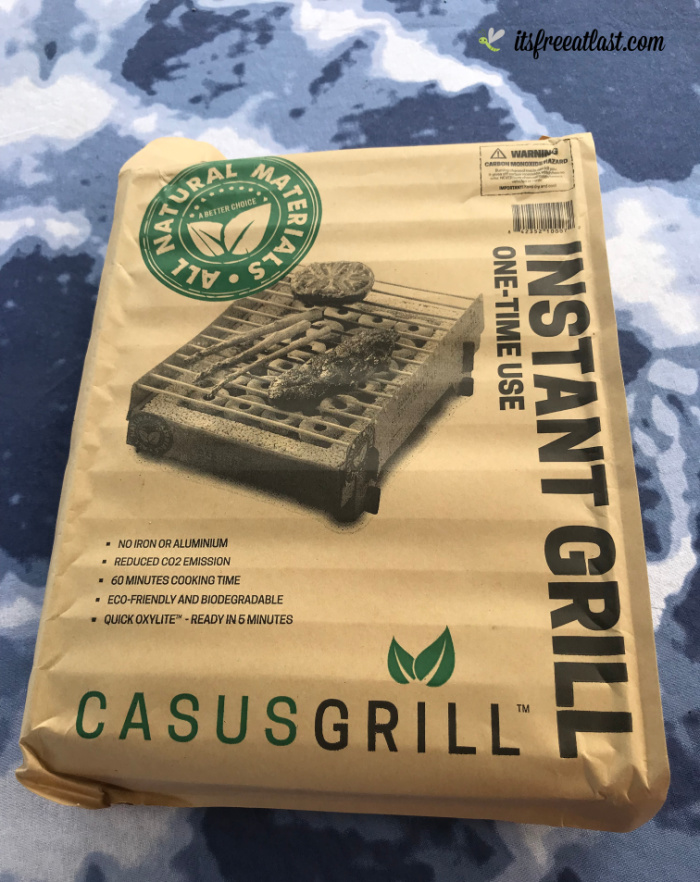 itsfreeatlast.com
⚠ WARNING
CARBON MONOXIDE HAZARD
ALL NATURAL MATERIALS
A BETTER CHOICE
INSTANT GRILL
ONE-TIME USE
▪ NO IRON OR ALUMINIUM
▪ REDUCED CO2 EMISSION
▪ 60 MINUTES COOKING TIME
▪ ECO-FRIENDLY AND BIODEGRADABLE
▪ QUICK OXYLITE™ - READY IN 5 MINUTES
CASUSGRILL™